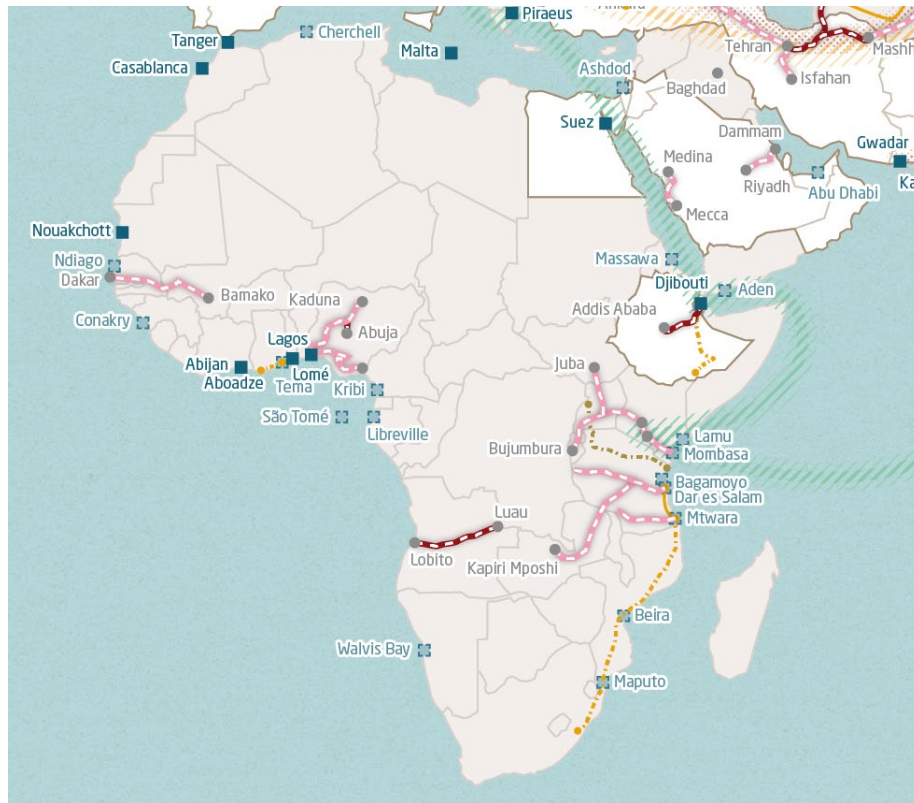 Piraeus
Tanger
Cherchell
Malta
Casablanca
Tehran
Ashdod
Isfahan
Baghdad
Suez
Dammam
Gwadar
Medina
Riyadh
Abu Dhabi
Mecca
Nouakchott
Ndiago
Dakar
Massawa
Djibouti
Aden
Bamako
Kaduna
Addis Ababa
Conakry
Abuja
Lagos
Abijan
Aboadze
Lomé
Tema
Kribi
Juba
São Tomé
Libreville
Lamu
Bujumbura
Mombasa
Bagamoyo
Dar es Salam
Luau
Mtwara
Lobito
Kapiri Mposhi
Beira
Walvis Bay
Maputo